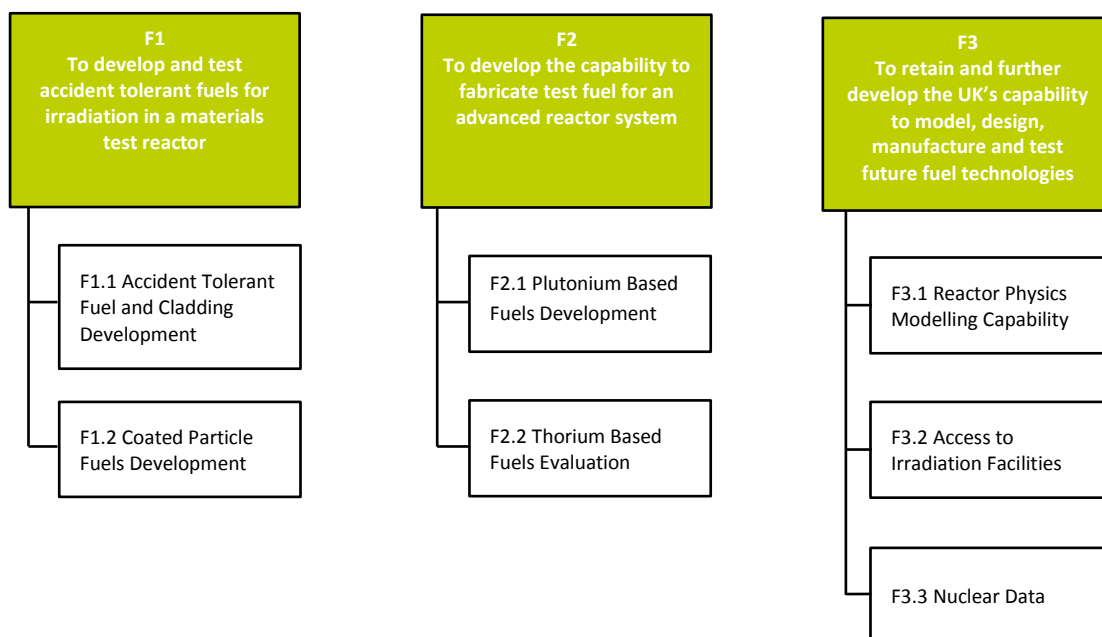 F1
To develop and test
accident tolerant fuels for
irradiation in a materials
test reactor
F1.1 Accident Tolerant
Fuel and Cladding
Development
F1.2 Coated Particle
Fuels Development
F2
To develop the capability to
fabricate test fuel for an
advanced reactor system
F2.1 Plutonium Based
Fuels Development
F2.2 Thorium Based
Fuels Evaluation
F3
To retain and further
develop the UK’s capability
to model, design,
manufacture and test
future fuel technologies
F3.1 Reactor Physics
Modelling Capability
F3.2 Access to
Irradiation Facilities
F3.3 Nuclear Data